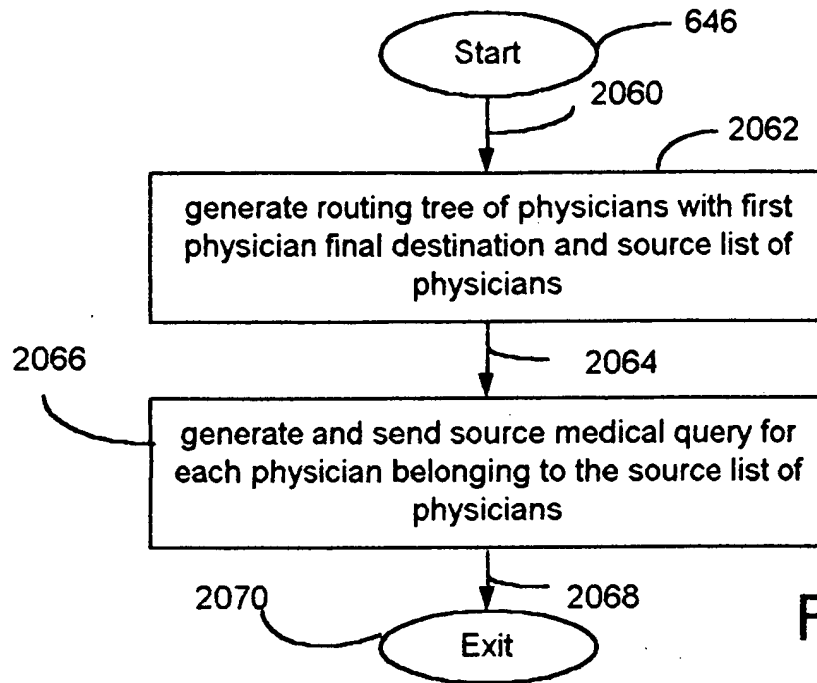 646
Start
2060
2062
generate routing tree of physicians with first
physician final destination and source list of
physicians
2064
2066
generate and send source medical query for
each physician belonging to the source list of
physicians
2068
2070
Exit
F